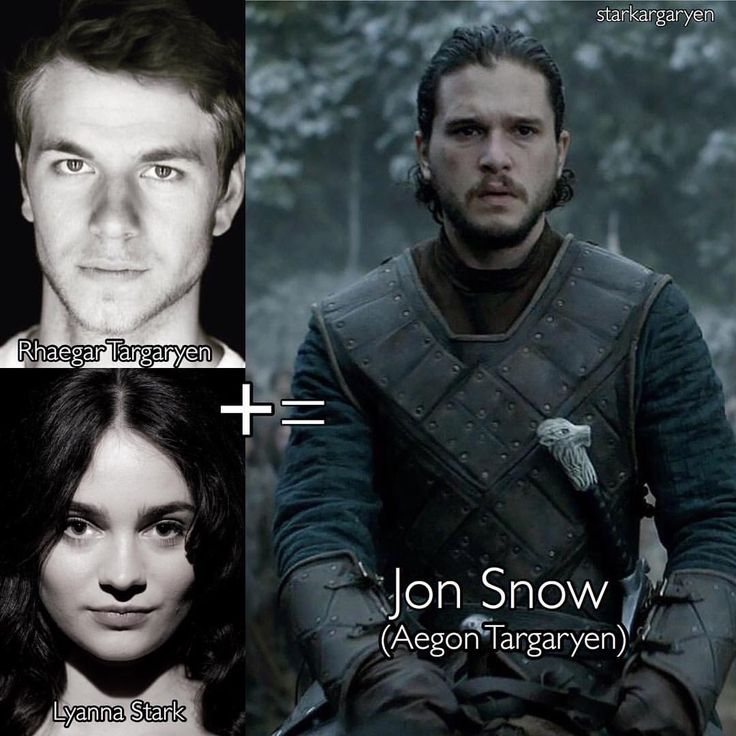 starkargaryen
Rhaegar Targaryen
+ =
Lyanna Stark
Jon Snow
(Aegon Targaryen)